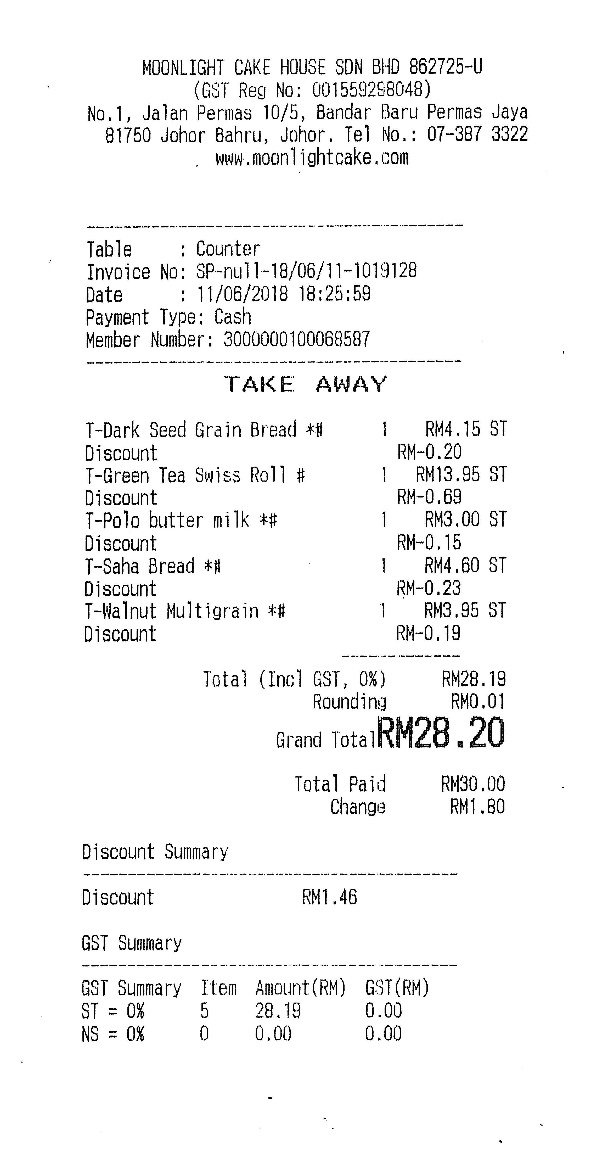 MOONLIGHT CAKE HOUSE SDN BHD 862725-U
(GST Reg No: 001559298048)
No.1, Jalan Permas 10/5, Bandar Baru Permas Jaya
81750 Johor Bahru, Johor. Tel No.: 07-387 3322
www.moonlightcake.com
Table : Counter
Invoice No: SP-null-18/06/11-1019128
Date : 11/06/2018 18:25:59
Payment Type: Cash
Member Number: 3000000100068587
TAKE AWAY
T-Dark Seed Grain Bread *# 1 RM4.15 ST
Discount RM-0.20
T-Green Tea Swiss Roll # 1 RM13.95 ST
Discount RM-0.69
T-Polo butter milk *# 1 RM3.00 ST
Discount RM-0.15
T-Saha Bread *# 1 RM4.60 ST
Discount RM-0.23
T-Walnut Multigrain *# 1 RM3.95 ST
Discount RM-0.19
Total (Incl GST, 0%) RM28.19
Rounding RM0.01
Grand Total RM28.20
Total Paid RM30.00
Change RM1.80
Discount Summary
Discount RM1.46
GST Summary
GST Summary Item Amount(RM) GST(RM)
ST = 0% 5 28.19 0.00
NS = 0% 0 0.00 0.00